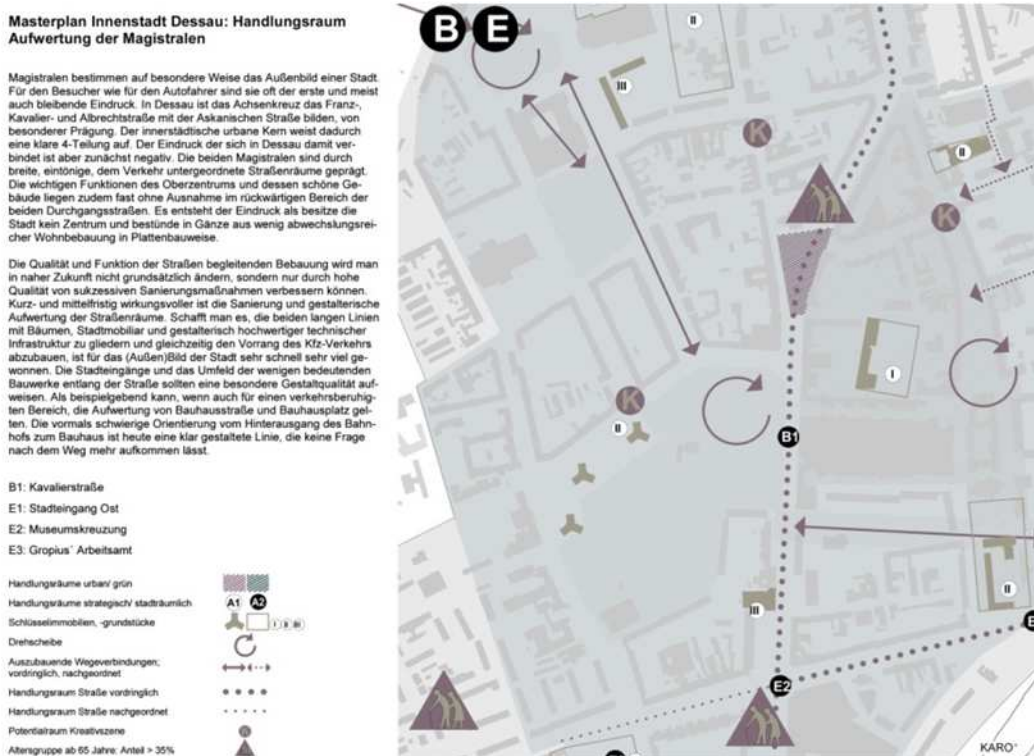 Masterplan Innenstadt Dessau: Handlungsraum
Aufwertung der Magistralen
Magistralen bestimmen auf besondere Weise das Außenbild einer Stadt.
Für den Besucher wie für den Autofahrer sind sie oft der erste und meist
auch bleibende Eindruck. In Dessau ist das Achsenkreuz das Franz-,
Kavalier- und Albrechtstraße mit der Askanischen Straße bilden, von
besonderer Prägung. Der innerstädtische urbane Kern weist dadurch
eine klare 4-Teilung auf. Der Eindruck der sich in Dessau damit ver-
bindet ist aber zunächst negativ. Die beiden Magistralen sind durch
breite, eintönige, dem Verkehr untergeordnete Straßenräume geprägt.
Die wichtigen Funktionen des Oberzentrums und dessen schöne Ge-
bäude liegen zudem fast ohne Ausnahme im rückwärtigen Bereich der
beiden Durchgangsstraßen. Es entsteht der Eindruck als besitze die
Stadt kein Zentrum und bestünde in Gänze aus wenig abwechslungsrei-
cher Wohnbebauung in Plattenbauweise.
Die Qualität und Funktion der Straßen begleitenden Bebauung wird man
in naher Zukunft nicht grundsätzlich ändern, sondern nur durch hohe
Qualität von sukzessiven Sanierungsmaßnahmen verbessern können.
Kurz- und mittelfristig wirkungsvoller ist die Sanierung und gestalterische
Aufwertung der Straßenräume. Schafft man es, die beiden langen Linien
mit Bäumen, Stadtmobiliar und gestalterisch hochwertiger technischer
Infrastruktur zu gliedern und gleichzeitig den Vorrang des Kfz-Verkehrs
abzubauen, ist für das (Außen)Bild der Stadt sehr schnell sehr viel ge-
wonnen. Die Stadteingänge und das Umfeld der wenigen bedeutenden
Bauwerke entlang der Straße sollten eine besondere Gestaltqualität auf-
weisen. Als beispielgebend kann, wenn auch für einen verkehrsberuhig-
ten Bereich, die Aufwertung von Bauhausstraße und Bauhausplatz gel-
ten. Die vormals schwierige Orientierung vom Hinterausgang des Bahn-
hofs zum Bauhaus ist heute eine klar gestaltete Linie, die keine Frage
nach dem Weg mehr aufkommen lässt.
B1: Kavalierstraße
E1: Stadteingang Ost
E2: Museumskreuzung
E3: Gropius´ Arbeitsamt
Handlungsräume urban/ grün
Handlungsräume strategisch/ stadträumlich A1 A2
Schlüsselimmobilien, -grundstücke I II III
Drehscheibe
Auszubauende Wegeverbindungen;
vordringlich, nachgeordnet
Handlungsraum Straße vordringlich
Handlungsraum Straße nachgeordnet
Potentialraum Kreativszene K
Altersgruppe ab 65 Jahre: Anteil > 35%
B E
II
III
K
II
K
I
K
II
B1
II
III
E2
KARO